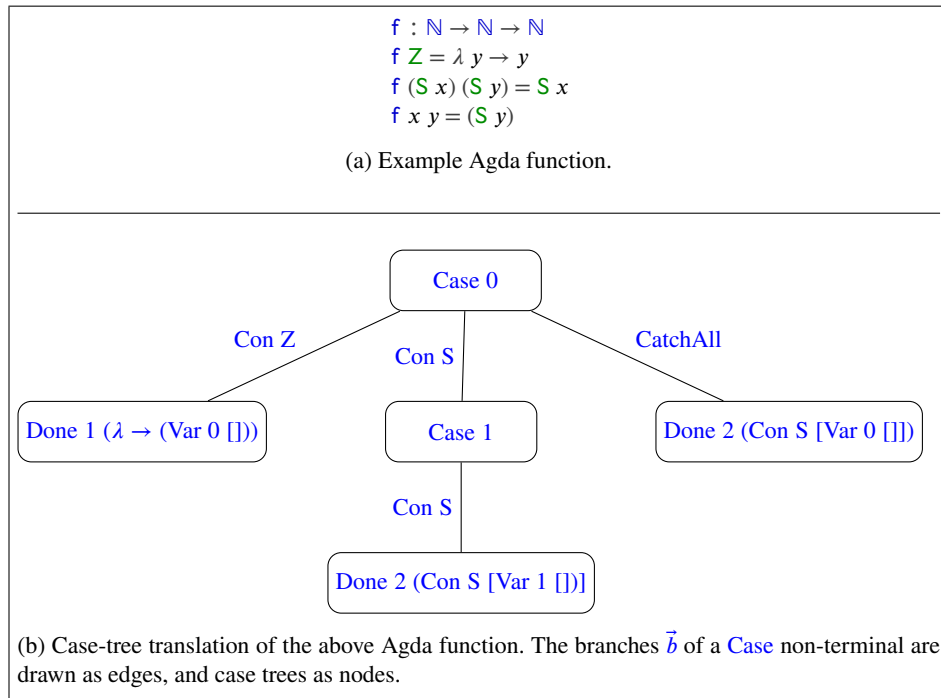 f : ℕ → ℕ → ℕ
f Z = λ y → y
f (S x) (S y) = S x
f x y = (S y)
(a) Example Agda function.
Case 0
Con Z
Con S
CatchAll
Done 1 (λ → (Var 0 []))
Case 1
Done 2 (Con S [Var 0 []])
Con S
Done 2 (Con S [Var 1 [])]
(b) Case-tree translation of the above Agda function. The branches b⃗ of a Case non-terminal are
drawn as edges, and case trees as nodes.